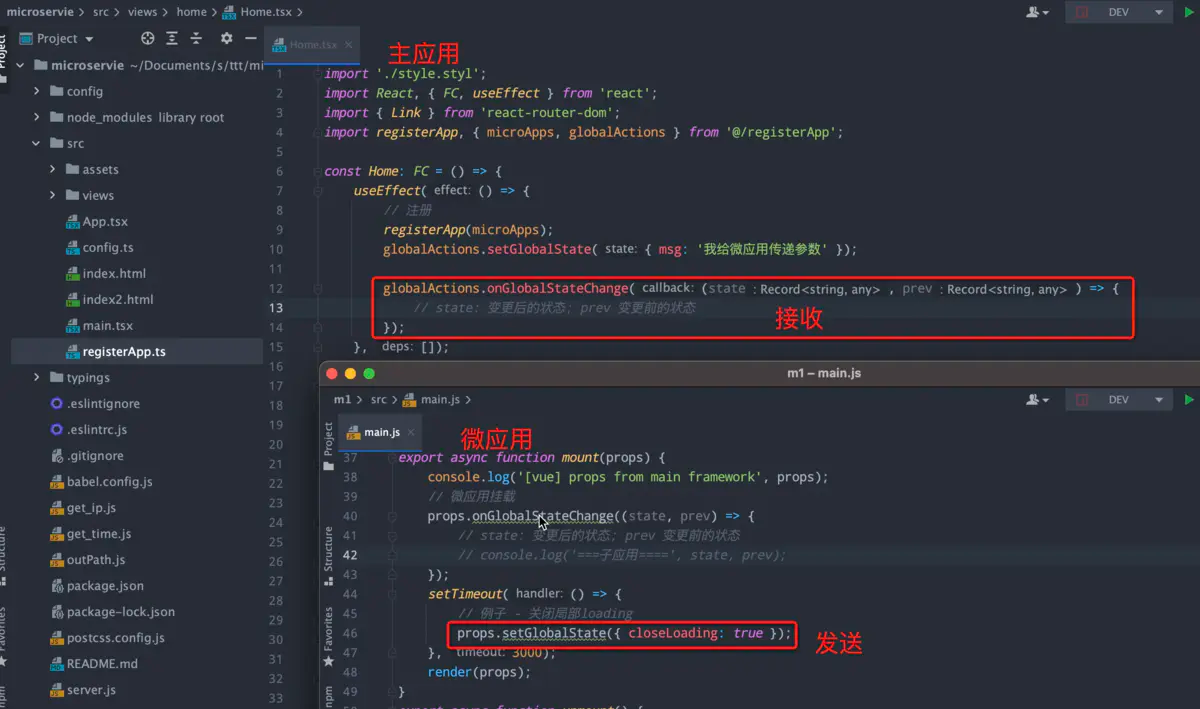 microservie > src > views > home > Home.tsx >
DEV
Project
Home.tsx ×
主应用
microservie ~/Documents/s/ttt/mi
config
node_modules library root
src
assets
views
App.tsx
config.ts
index.html
index2.html
main.tsx
registerApp.ts
typings
.eslintignore
.eslintrc.js
.gitignore
babel.config.js
get_ip.js
get_time.js
outPath.js
package.json
package-lock.json
postcss.config.js
README.md
server.js
1 import './style.styl';
2 import React, { FC, useEffect } from 'react';
3 import { Link } from 'react-router-dom';
4 import registerApp, { microApps, globalActions } from '@/registerApp';
5
6 const Home: FC = () => {
7 useEffect( effect: () => {
8 // 注册
9 registerApp(microApps);
10 globalActions.setGlobalState( state: { msg: '我给微应用传递参数' });
11
12 globalActions.onGlobalStateChange( callback: (state : Record<string, any> , prev : Record<string, any> ) => {
13 // state: 变更后的状态; prev 变更前的状态
接收
14 });
15 }, deps: []);
16
17
18
19
20
21
22
23
24
25
26
27
28
29
30
31
32
33
m1 – main.js
m1 > src > main.js >
DEV
Project
main.js ×
微应用
37 export async function mount(props) {
38 console.log('[vue] props from main framework', props);
39 // 微应用挂载
40 props.onGlobalStateChange((state, prev) => {
41 // state: 变更后的状态; prev 变更前的状态
42 // console.log('===子应用====', state, prev);
43 });
44 setTimeout( handler: () => {
45 // 例子 - 关闭局部loading
46 props.setGlobalState({ closeLoading: true });
发送
47 }, timeout: 3000);
48 render(props);
49 }
Structure
Favorites
npm